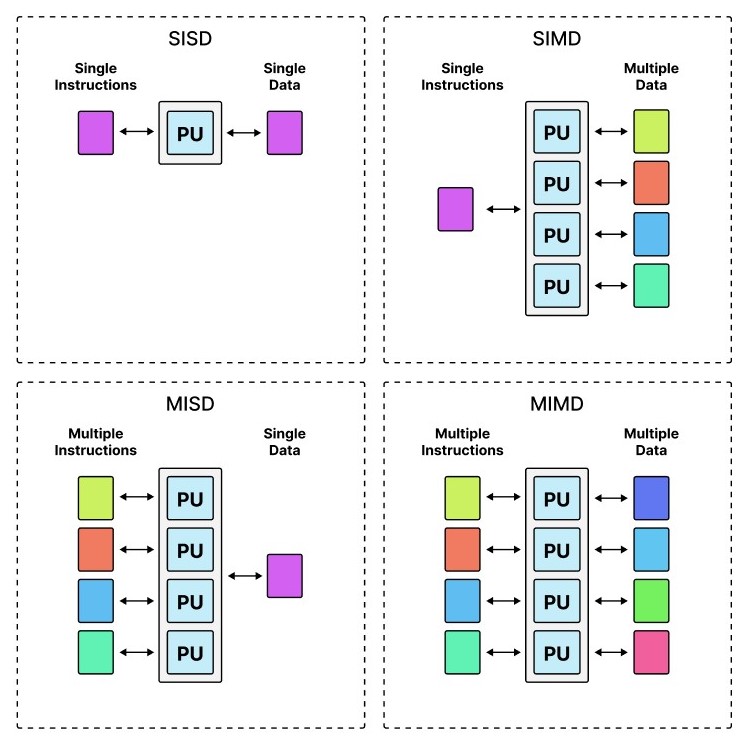 SISD
Single
Instructions
Single
Data
PU
SIMD
Single
Instructions
Multiple
Data
PU
PU
PU
PU
MISD
Multiple
Instructions
Single
Data
PU
PU
PU
PU
MIMD
Multiple
Instructions
Multiple
Data
PU
PU
PU
PU